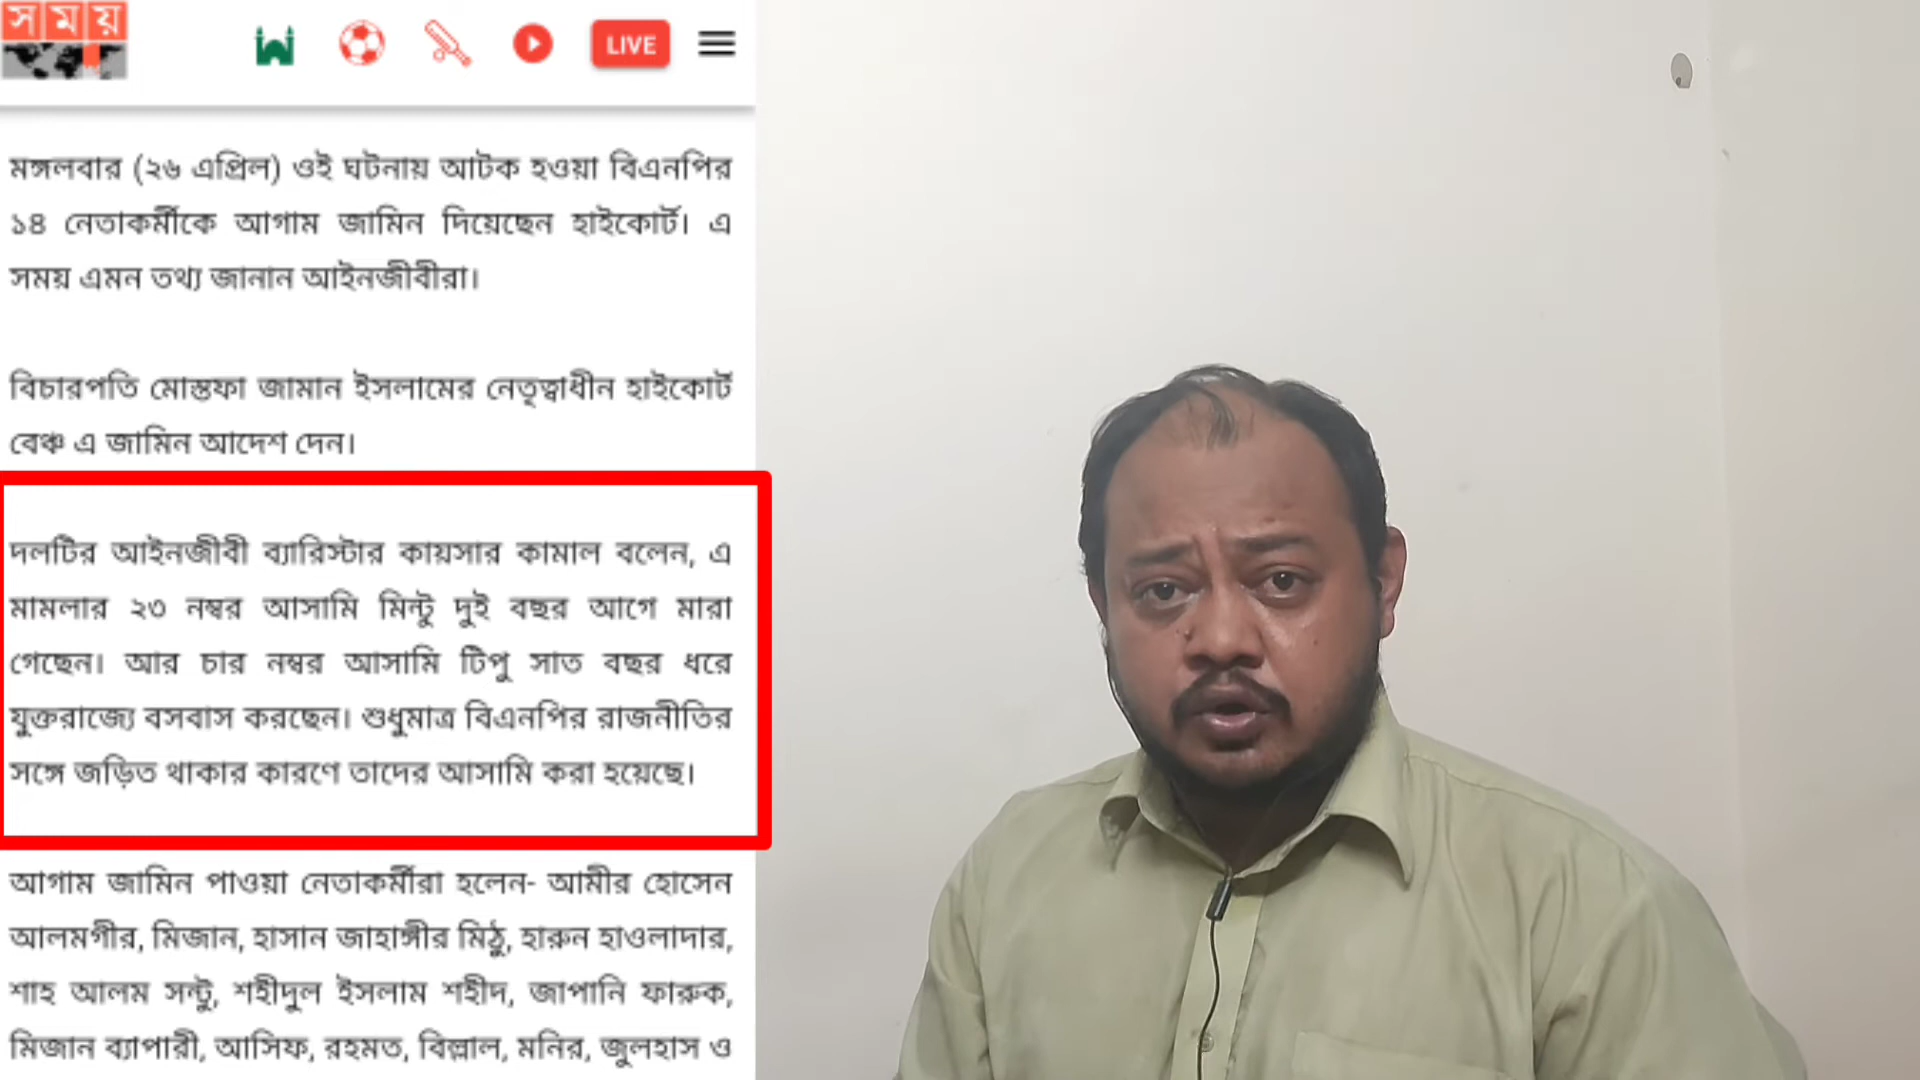 সময়
LIVE
মঙ্গলবার (২৬ এপ্রিল) ওই ঘটনায় আটক হওয়া বিএনপির
১৪ নেতাকর্মীকে আগাম জামিন দিয়েছেন হাইকোর্ট। এ
সময় এমন তথ্য জানান আইনজীবীরা।
বিচারপতি মোস্তফা জামান ইসলামের নেতৃত্বাধীন হাইকোর্ট
বেঞ্চ এ জামিন আদেশ দেন।
দলটির আইনজীবী ব্যারিস্টার কায়সার কামাল বলেন, এ
মামলার ২৩ নম্বর আসামি মিন্টু দুই বছর আগে মারা
গেছেন। আর চার নম্বর আসামি টিপু সাত বছর ধরে
যুক্তরাজ্যে বসবাস করছেন। শুধুমাত্র বিএনপির রাজনীতির
সঙ্গে জড়িত থাকার কারণে তাদের আসামি করা হয়েছে।
আগাম জামিন পাওয়া নেতাকর্মীরা হলেন- আমীর হোসেন
আলমগীর, মিজান, হাসান জাহাঙ্গীর মিঠু, হারুন হাওলাদার,
শাহ আলম সন্টু, শহীদুল ইসলাম শহীদ, জাপানি ফারুক,
মিজান ব্যাপারী, আসিফ, রহমত, বিল্লাল, মনির, জুলহাস ও